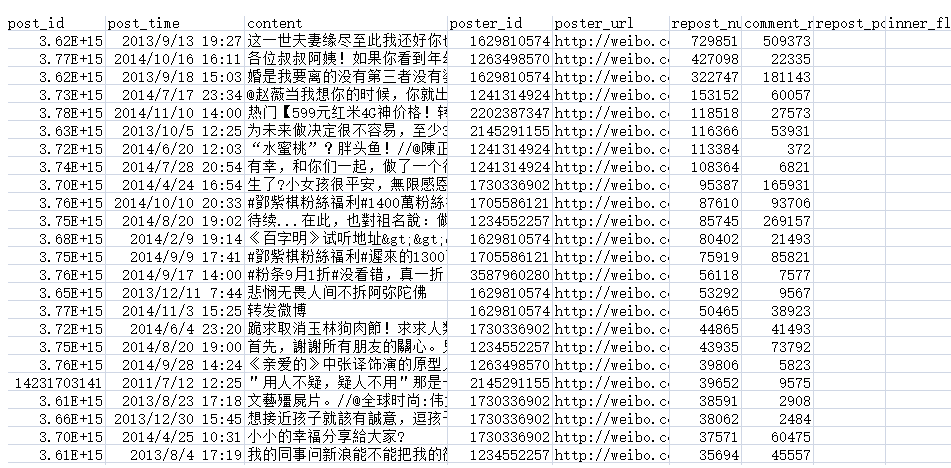 post_id post_time content poster_id poster_url repost_nu comment_n repost_po inner_fl
3.62E+15 2013/9/13 19:27 这一世夫妻缘尽至此我还好你 1629810574 http://weibo.c 729851 509373
3.77E+15 2014/10/16 16:11 各位叔叔阿姨！如果你看到年 1263498570 http://weibo.c 427098 22335
3.62E+15 2013/9/18 15:03 婚是我要离的没有第三者没有 1629810574 http://weibo.c 322747 181143
3.73E+15 2014/7/17 23:34 @赵薇当我想你的时候，你就出 1241314924 http://weibo.c 153152 60057
3.78E+15 2014/11/10 14:00 热门【599元红米4G神价格！转 2202387347 http://weibo.c 118518 27573
3.63E+15 2013/10/5 12:25 为未来做决定很不容易，至少3 2145291155 http://weibo.c 116366 53931
3.72E+15 2014/6/20 12:03 “水蜜桃”？胖头鱼！//@陳正 1241314924 http://weibo.c 113384 372
3.74E+15 2014/7/28 20:54 有幸，和你们一起，做了一个 1241314924 http://weibo.c 108364 6821
3.70E+15 2014/4/24 16:54 生了?小女孩很平安，無限感恩 1730336902 http://weibo.c 95387 165931
3.76E+15 2014/10/10 20:33 #鄧紫棋粉絲福利#1400萬粉絲 1705586121 http://weibo.c 87610 93706
3.75E+15 2014/8/20 19:02 待续...在此，也對祖名說：做 1234552257 http://weibo.c 85745 269157
3.68E+15 2014/2/9 19:14 《百字明》试听地址&gt;&gt; 1629810574 http://weibo.c 80402 21493
3.75E+15 2014/9/9 17:41 #鄧紫棋粉絲福利#遲來的1300 1705586121 http://weibo.c 75919 85821
3.76E+15 2014/9/17 14:00 #粉条9月1折#没看错，真一折 3587960280 http://weibo.c 56118 7577
3.65E+15 2013/12/11 7:44 悲悯无畏人间不拆阿弥陀佛 1629810574 http://weibo.c 53292 9567
3.77E+15 2014/11/3 15:25 转发微博 1629810574 http://weibo.c 50465 38923
3.72E+15 2014/6/4 23:20 跪求取消玉林狗肉節！求求人類 1730336902 http://weibo.c 44865 41493
3.75E+15 2014/8/20 19:00 首先，謝謝所有朋友的關心。 1234552257 http://weibo.c 43935 73792
3.76E+15 2014/9/28 14:24 《亲爱的》中张译饰演的原型 1263498570 http://weibo.c 39806 5823
14231703141 2011/7/12 12:25 ＂用人不疑，疑人不用＂那是 2145291155 http://weibo.c 39652 9575
3.61E+15 2013/8/23 17:18 文藝殭屍片。//@全球时尚:伟 1730336902 http://weibo.c 38591 2908
3.66E+15 2013/12/30 15:45 想接近孩子就該有誠意，逗孩子 1730336902 http://weibo.c 38062 2484
3.70E+15 2014/4/25 10:31 小小的幸福分享給大家? 1730336902 http://weibo.c 37571 60475
3.61E+15 2013/8/4 17:19 我的同事问新浪能不能把我的 1234552257 http://weibo.c 35694 45557